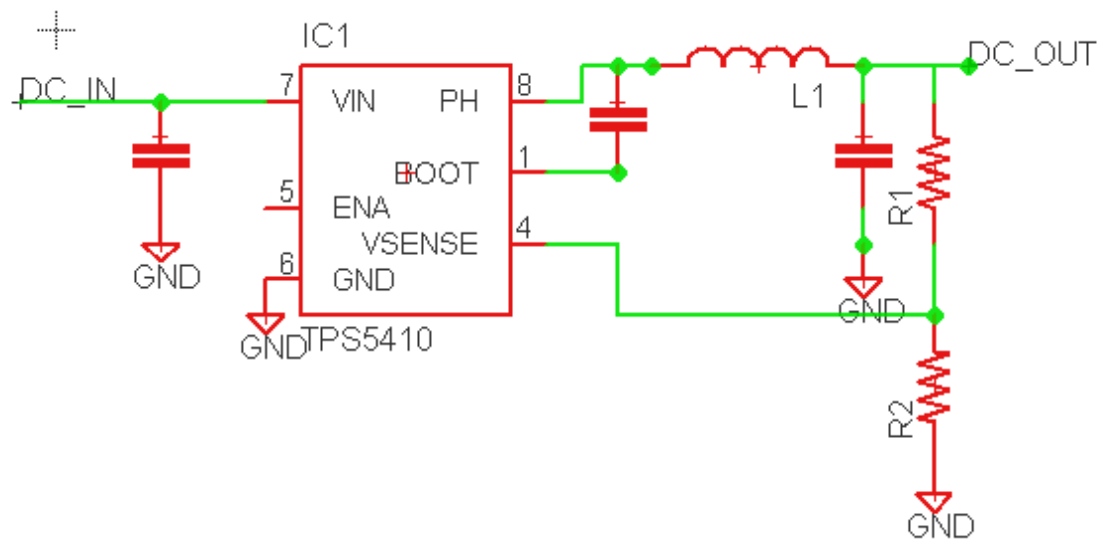 IC1
DC_IN
DC_OUT
7
VIN
PH
8
L1
BOOT
1
5
ENA
R1
VSENSE
4
6
GND
GND
GND
GND
TPS5410
R2
GND